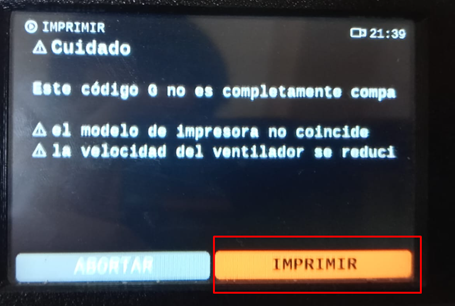 IMPRIMIR
21:39
Cuidado
Este código G no es completamente compa
el modelo de impresora no coincide
la velocidad del ventilador se reduci
ABORTAR
IMPRIMIR